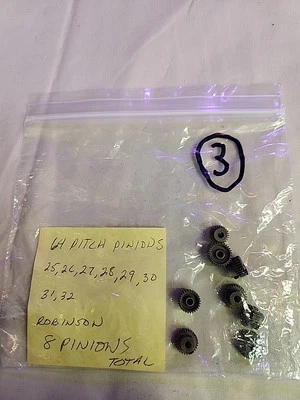 3
64 PITCH PINIONS
25,26,27,28,29,30
31,32
ROBINSON
8 PINIONS
TOTAL